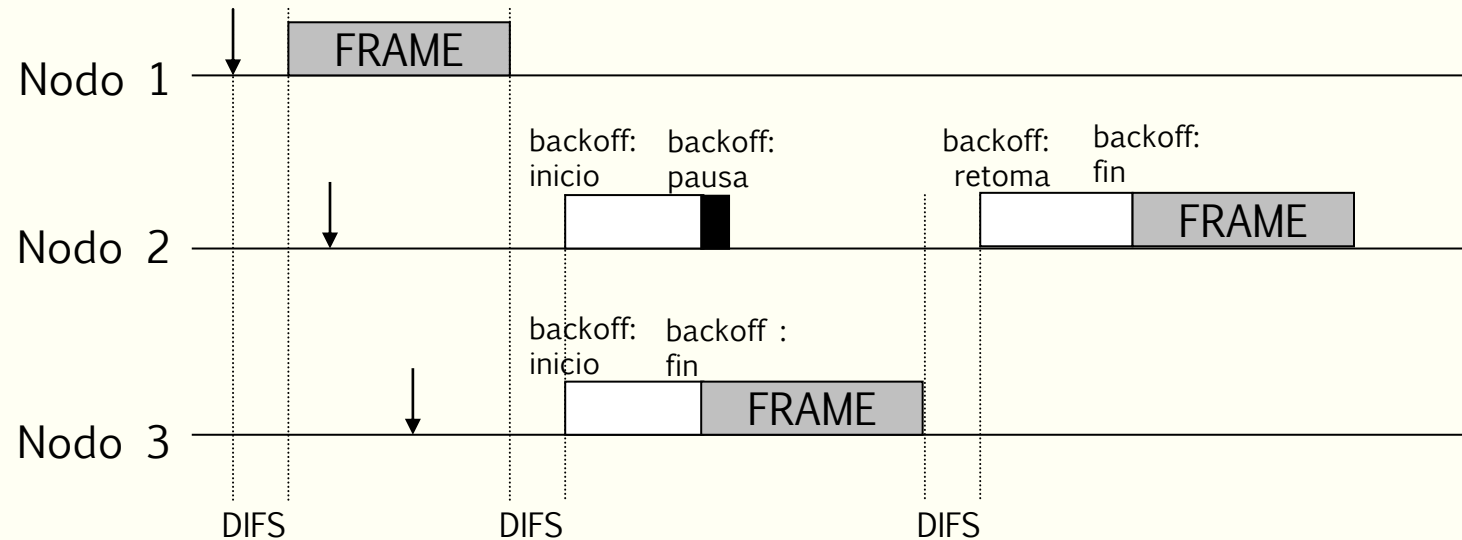 FRAME
Nodo 1
backoff:
inicio
backoff:
pausa
backoff:
retoma
backoff:
fin
FRAME
Nodo 2
backoff:
inicio
backoff :
fin
FRAME
Nodo 3
DIFS
DIFS
DIFS